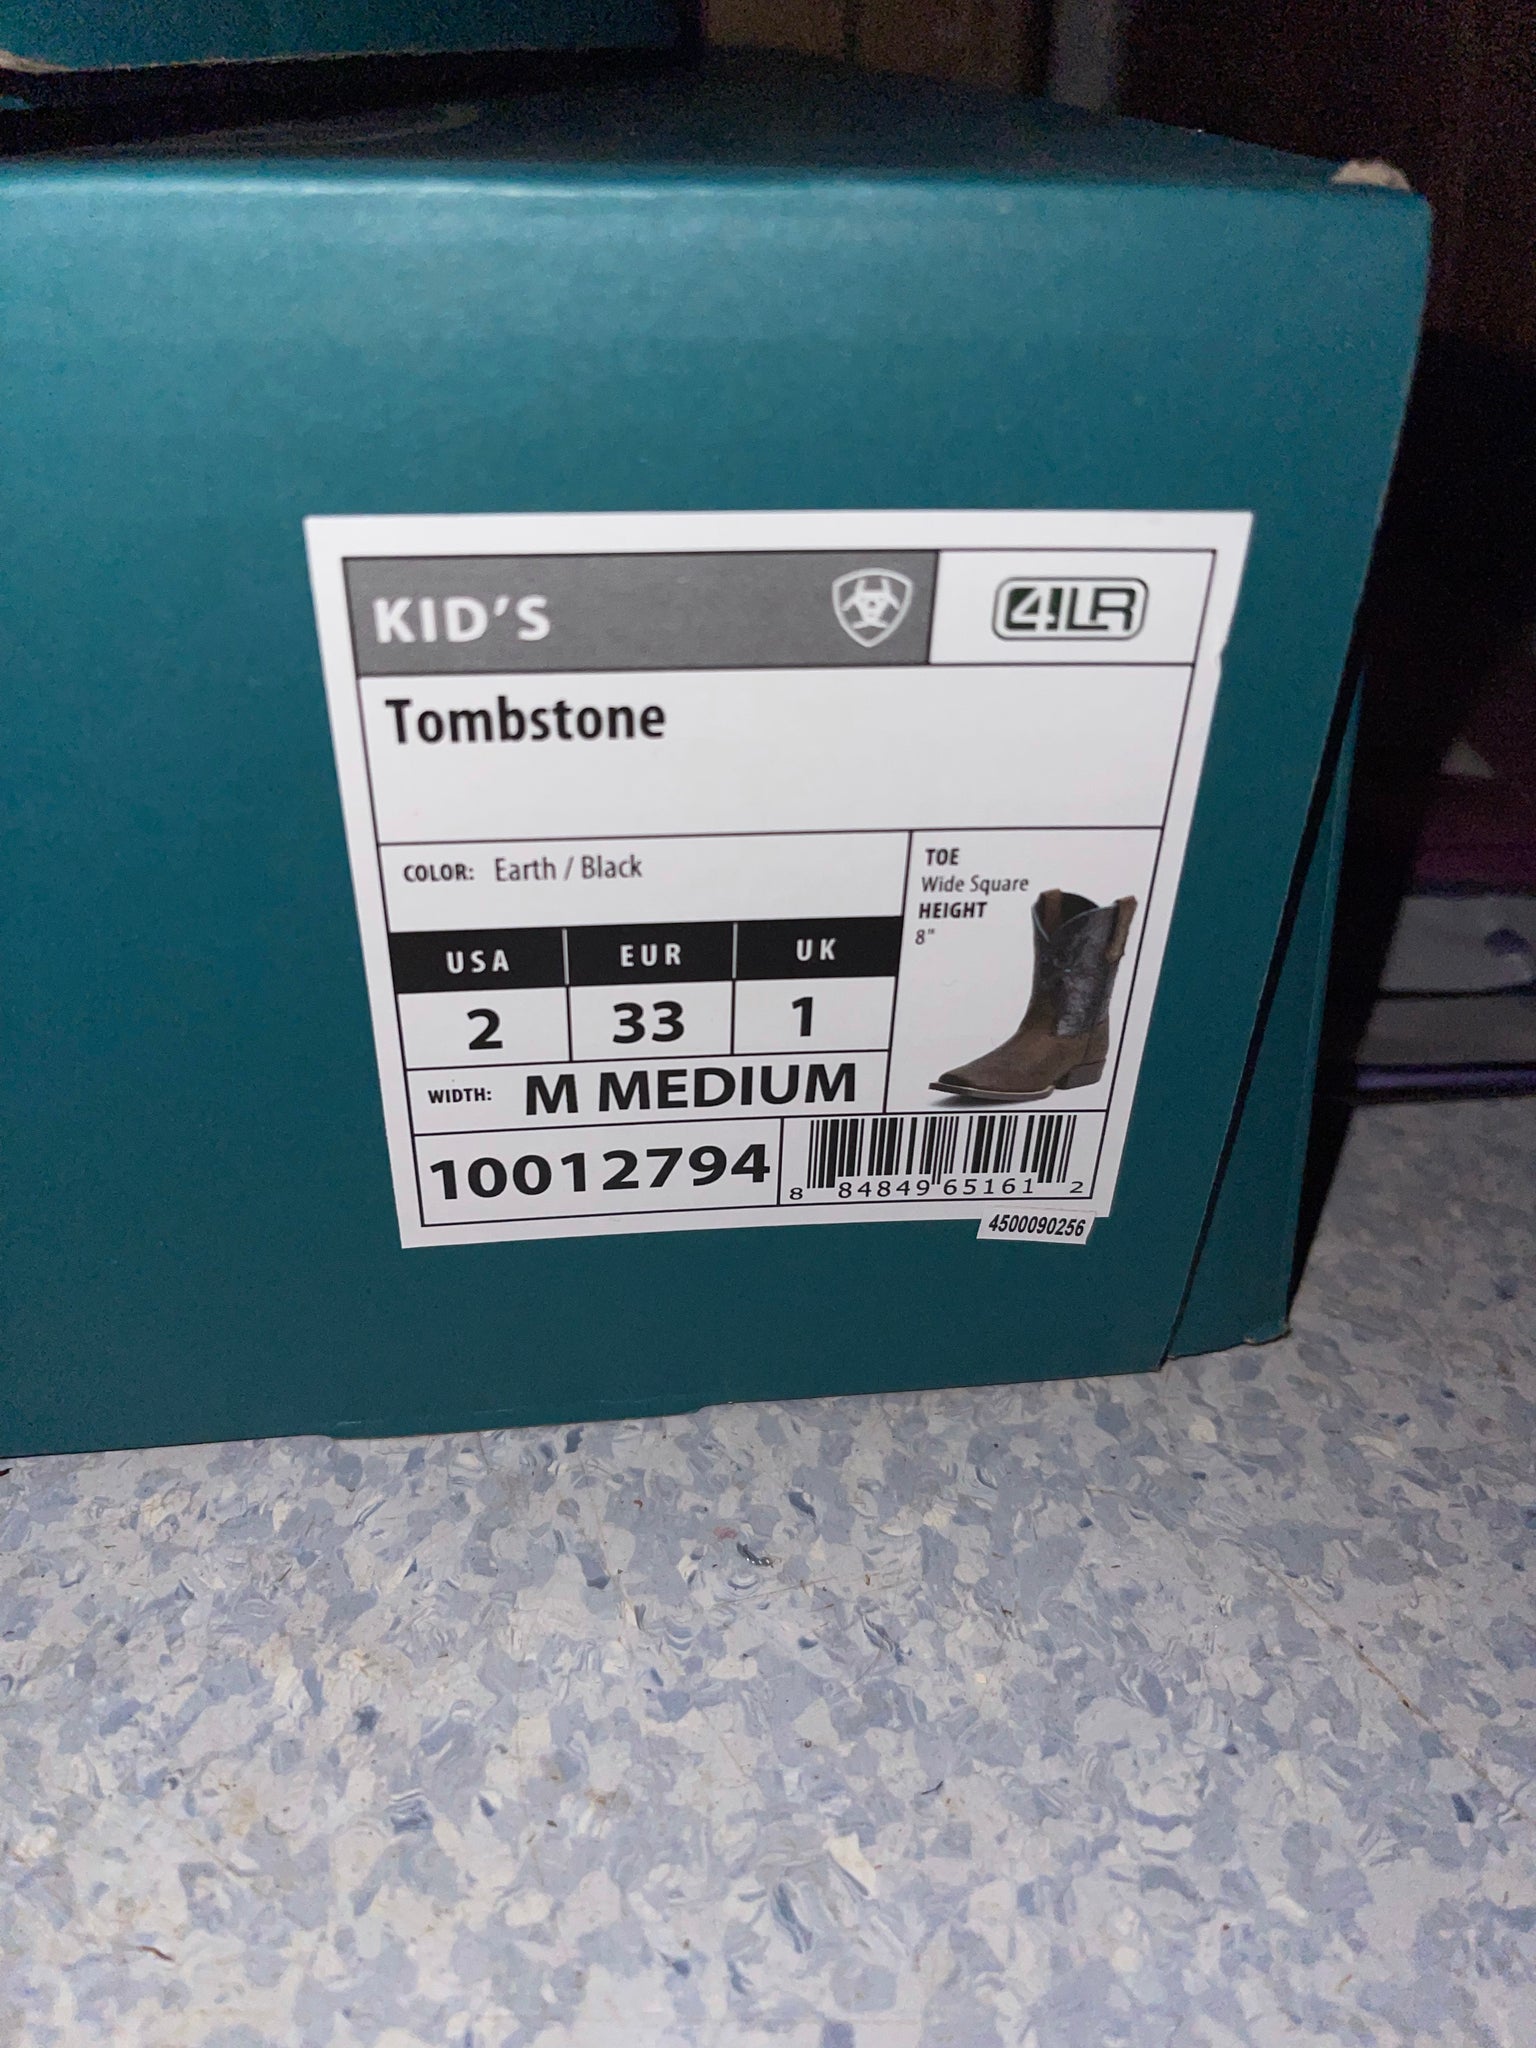 KID'S
4LR
Tombstone
COLOR: Earth / Black
TOE
Wide Square
HEIGHT
8"
USA EUR UK
2 33 1
WIDTH: M MEDIUM
10012794
8 84849 65161 2
4500090256